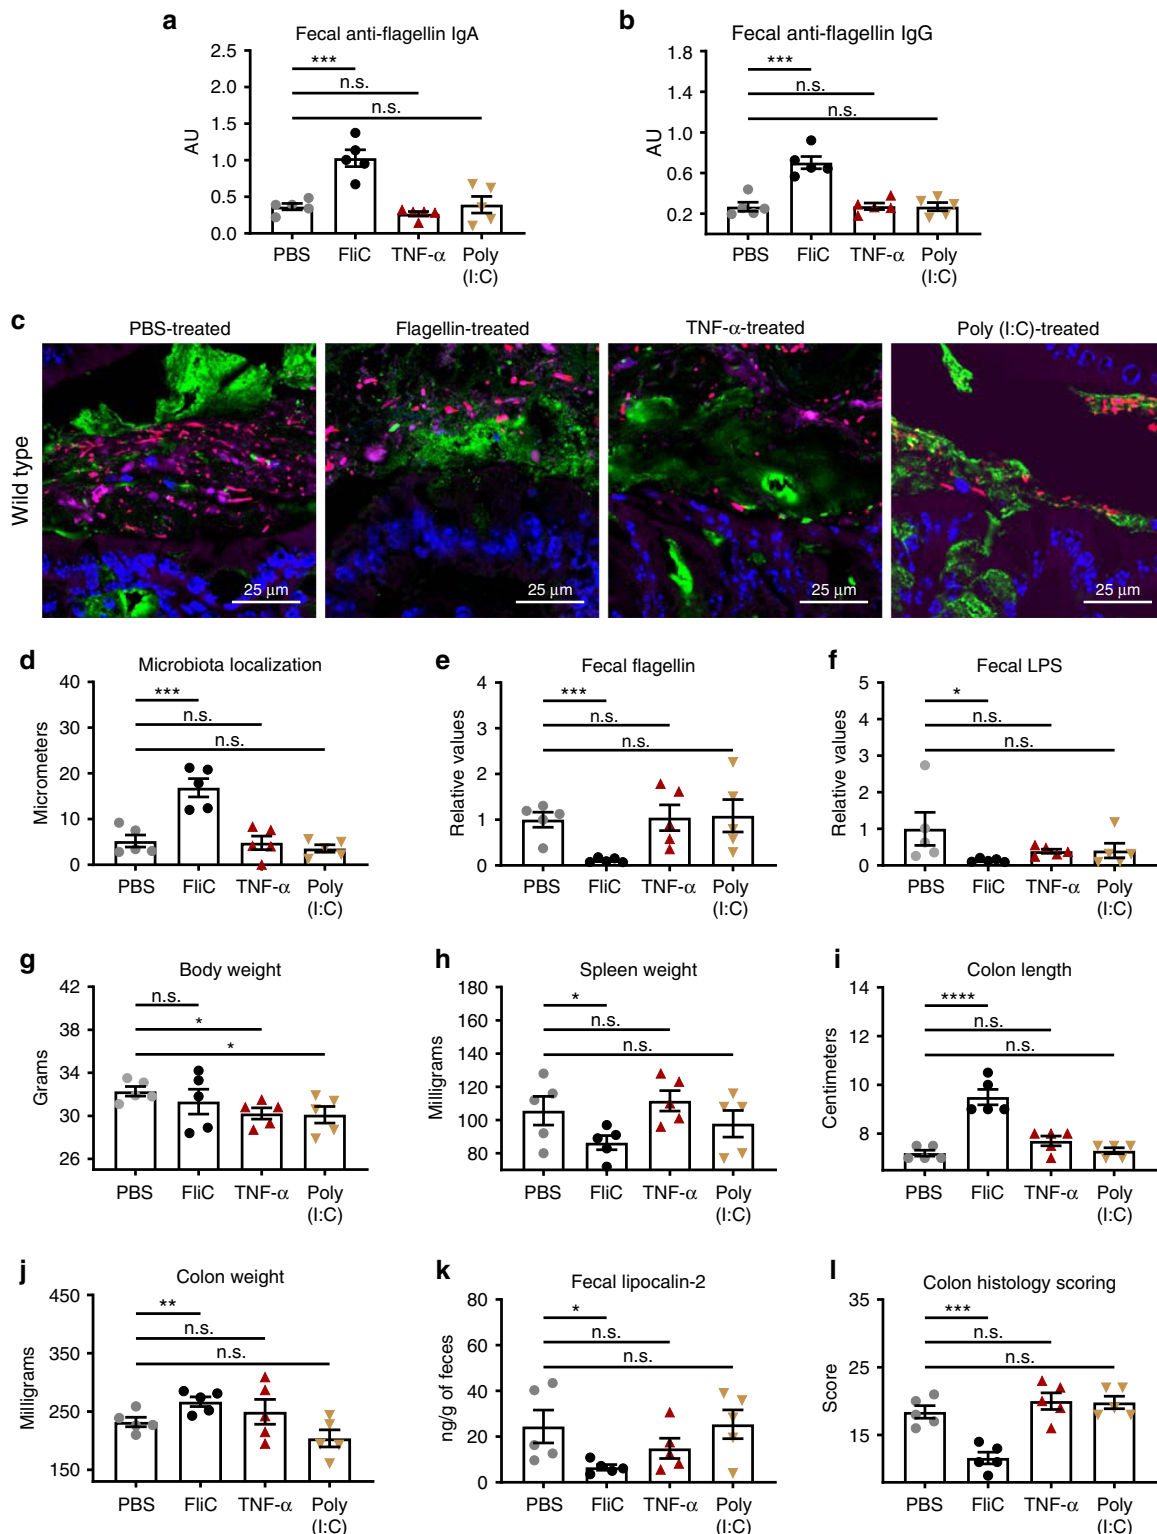 a
Fecal anti-flagellin IgA
2.5
2.0
1.5
1.0
0.5
0.0
AU
***
n.s.
n.s.
PBS FliC TNF-α Poly
(I:C)
b
Fecal anti-flagellin IgG
1.8
1.4
1.0
0.6
0.2
AU
***
n.s.
n.s.
PBS FliC TNF-α Poly
(I:C)
c
PBS-treated Flagellin-treated TNF-α-treated Poly (I:C)-treated
Wild type
25 μm 25 μm 25 μm 25 μm
d
Microbiota localization
40
30
20
10
0
Micrometers
***
n.s.
n.s.
PBS FliC TNF-α Poly
(I:C)
e
Fecal flagellin
4
3
2
1
0
Relative values
***
n.s.
n.s.
PBS FliC TNF-α Poly
(I:C)
f
Fecal LPS
5
4
3
2
1
0
Relative values
*
n.s.
n.s.
PBS FliC TNF-α Poly
(I:C)
g
Body weight
42
38
34
30
26
Grams
n.s.
*
*
PBS FliC TNF-α Poly
(I:C)
h
Spleen weight
180
160
140
120
100
80
Milligrams
*
n.s.
n.s.
PBS FliC TNF-α Poly
(I:C)
i
Colon length
14
12
10
8
Centimeters
****
n.s.
n.s.
PBS FliC TNF-α Poly
(I:C)
j
Colon weight
450
350
250
150
Milligrams
**
n.s.
n.s.
PBS FliC TNF-α Poly
(I:C)
k
Fecal lipocalin-2
80
60
40
20
0
ng/g of feces
*
n.s.
n.s.
PBS FliC TNF-α Poly
(I:C)
l
Colon histology scoring
35
25
15
Score
***
n.s.
n.s.
PBS FliC TNF-α Poly
(I:C)